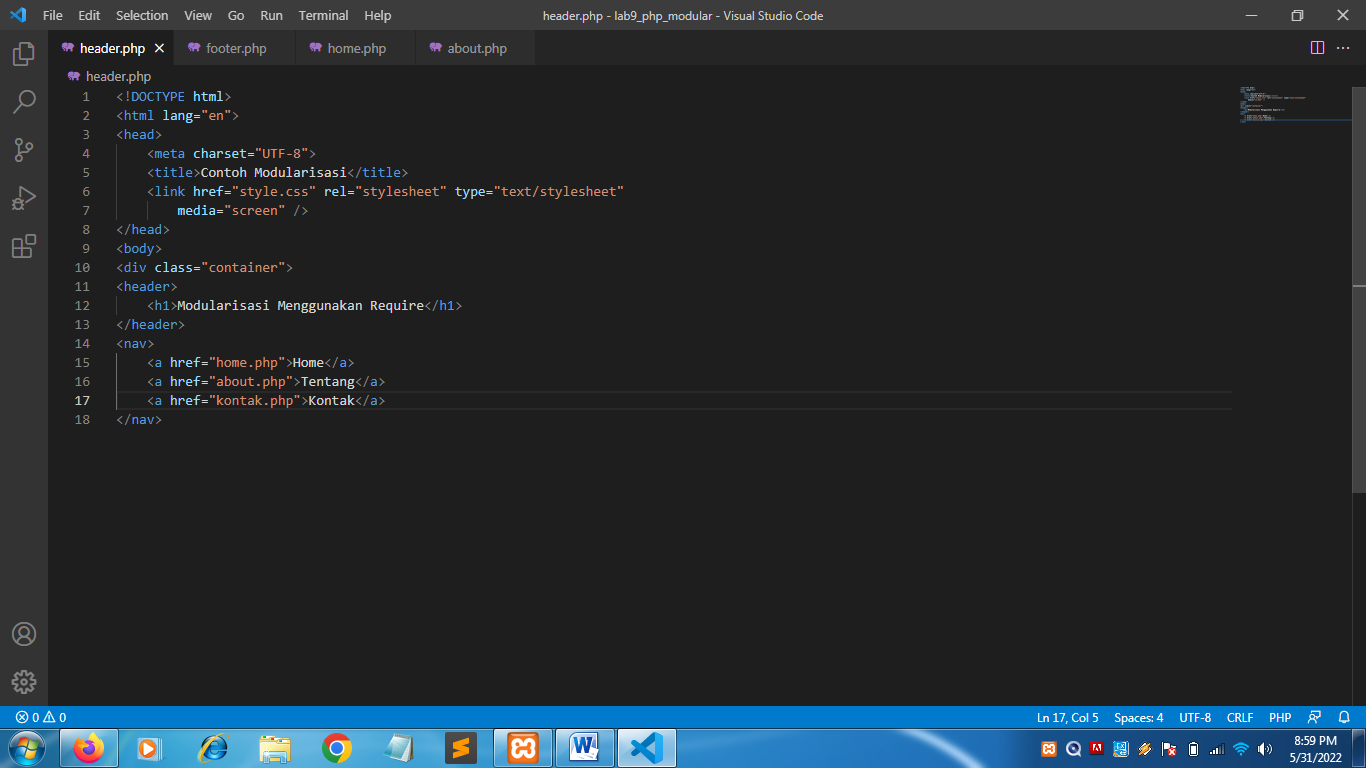 File Edit Selection View Go Run Terminal Help header.php - lab9_php_modular - Visual Studio Code
header.php footer.php home.php about.php
header.php
1 <!DOCTYPE html>
2 <html lang="en">
3 <head>
4 <meta charset="UTF-8">
5 <title>Contoh Modularisasi</title>
6 <link href="style.css" rel="stylesheet" type="text/stylesheet"
7 media="screen" />
8 </head>
9 <body>
10 <div class="container">
11 <header>
12 <h1>Modularisasi Menggunakan Require</h1>
13 </header>
14 <nav>
15 <a href="home.php">Home</a>
16 <a href="about.php">Tentang</a>
17 <a href="kontak.php">Kontak</a>
18 </nav>
0 0 Ln 17, Col 5 Spaces: 4 UTF-8 CRLF PHP
8:59 PM
5/31/2022